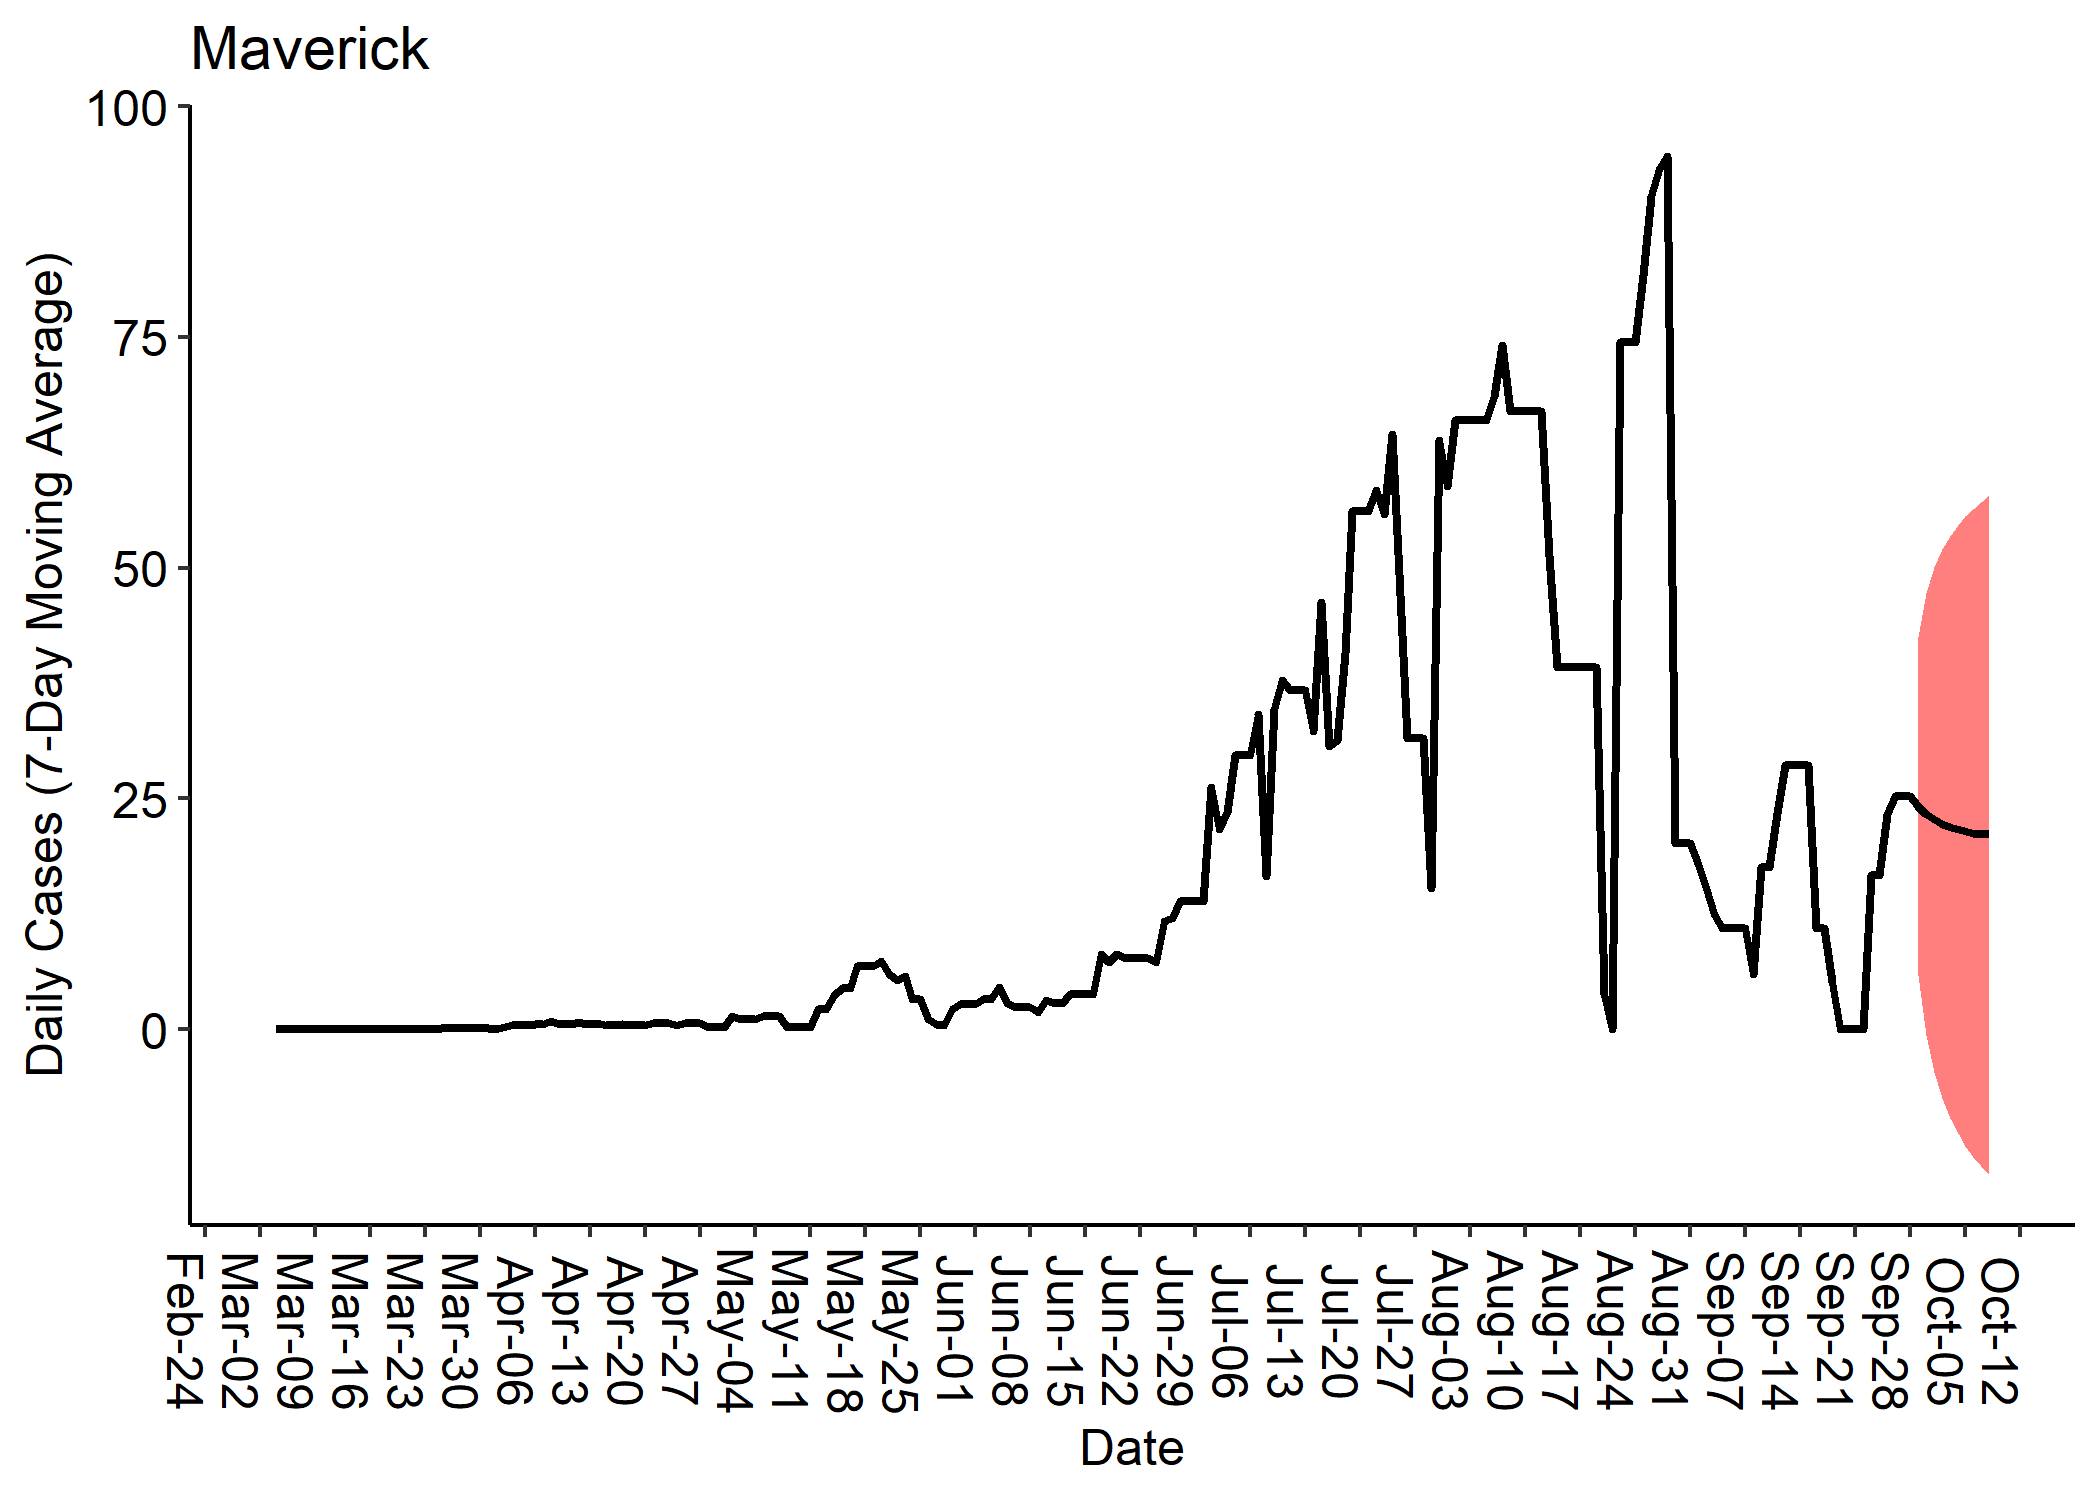 Maverick
100
75
50
25
0
Daily Cases (7-Day Moving Average)
Feb-24
Mar-02
Mar-09
Mar-16
Mar-23
Mar-30
Apr-06
Apr-13
Apr-20
Apr-27
May-04
May-11
May-18
May-25
Jun-01
Jun-08
Jun-15
Jun-22
Jun-29
Jul-06
Jul-13
Jul-20
Jul-27
Aug-03
Aug-10
Aug-17
Aug-24
Aug-31
Sep-07
Sep-14
Sep-21
Sep-28
Oct-05
Oct-12
Date